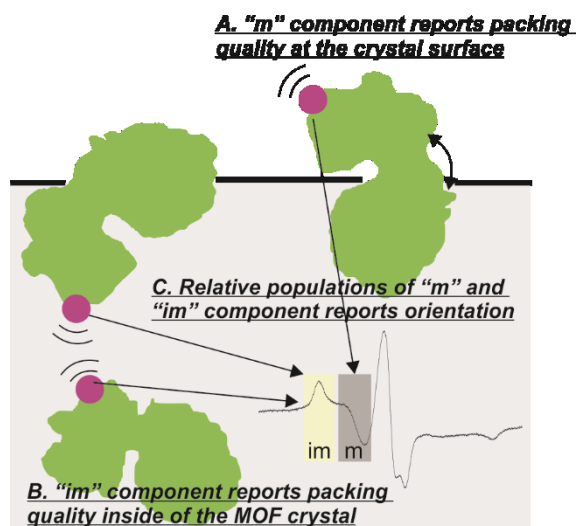 A. "m" component reports packing
quality at the crystal surface
C. Relative populations of "m" and
"im" component reports orientation
im
m
B. "im" component reports packing
quality inside of the MOF crystal